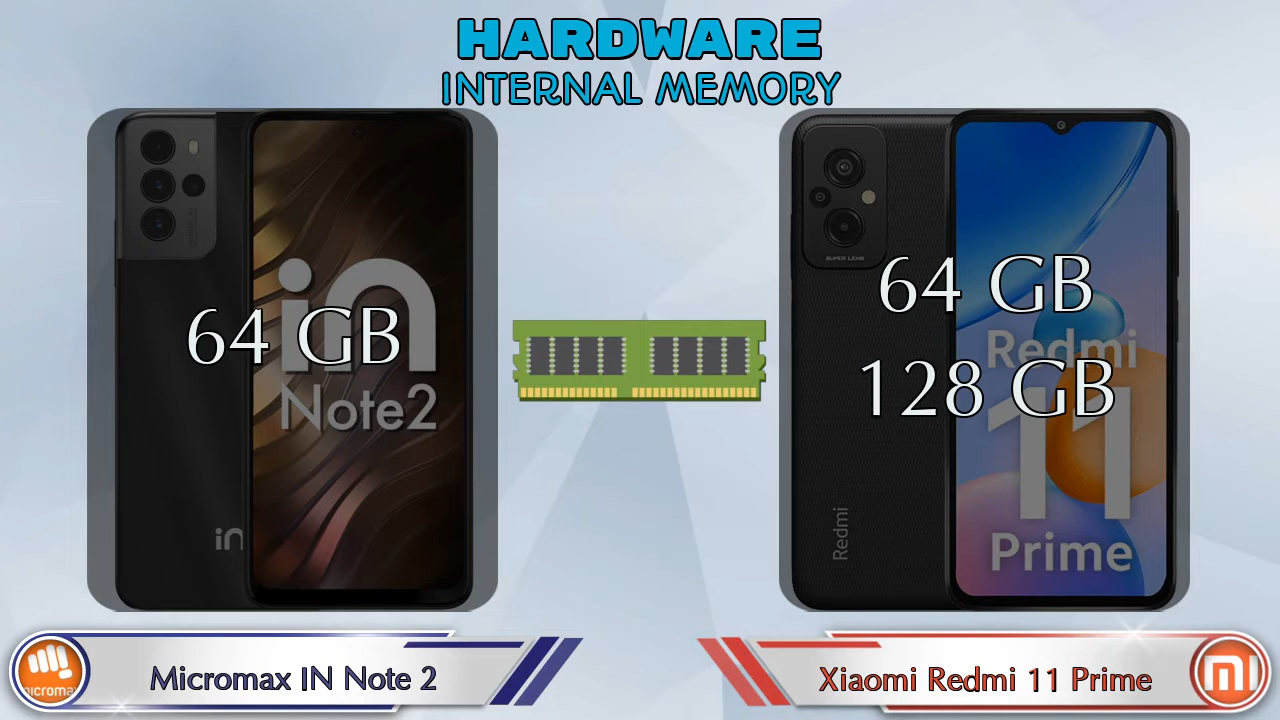 HARDWARE
INTERNAL MEMORY
in
Note2
64 GB
in
SUPER LENS
Redmi
64 GB
128 GB
Redmi
11
Prime
micromax
Micromax IN Note 2
Xiaomi Redmi 11 Prime
MI